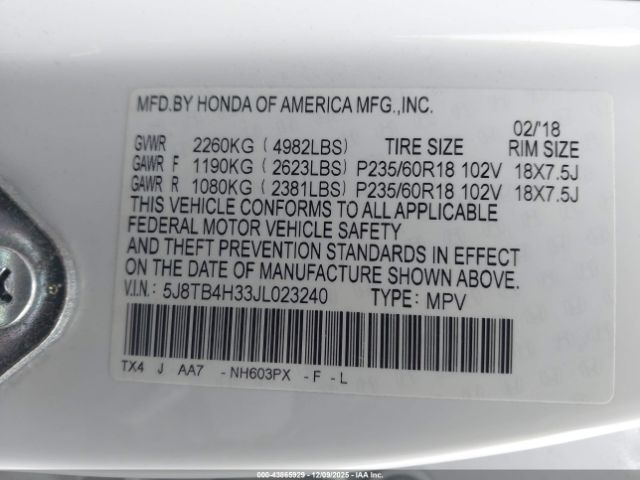 MFD.BY HONDA OF AMERICA MFG.,INC.
02/'18
GVWR 2260KG ( 4982LBS) TIRE SIZE RIM SIZE
GAWR F 1190KG ( 2623LBS) P235/60R18 102V 18X7.5J
GAWR R 1080KG ( 2381LBS) P235/60R18 102V 18X7.5J
THIS VEHICLE CONFORMS TO ALL APPLICABLE
FEDERAL MOTOR VEHICLE SAFETY
AND THEFT PREVENTION STANDARDS IN EFFECT
ON THE DATE OF MANUFACTURE SHOWN ABOVE.
V.I.N.: 5J8TB4H33JL023240 TYPE: MPV
TX4 J AA7 - NH603PX - F - L
000-43865929 - 12/09/2025 - IAA Inc.